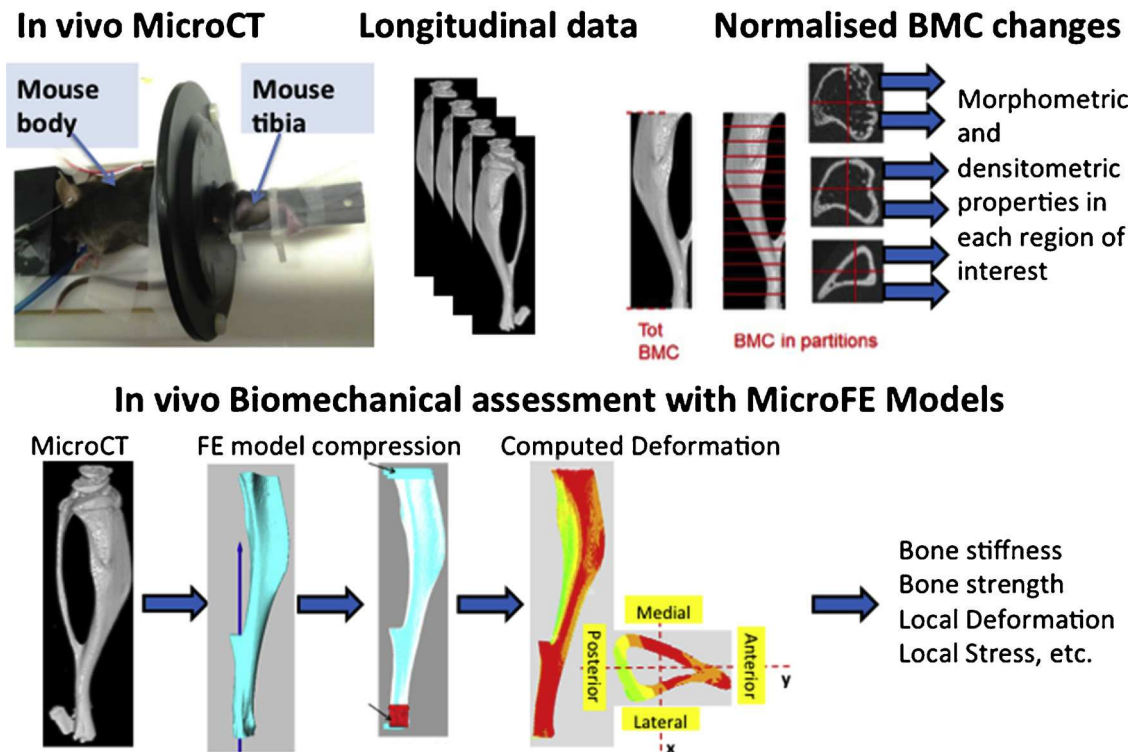 In vivo MicroCT
Longitudinal data
Normalised BMC changes
Mouse
body
Mouse
tibia
Tot
BMC
BMC in partitions
Morphometric
and
densitometric
properties in
each region of
interest
In vivo Biomechanical assessment with MicroFE Models
MicroCT
FE model compression
Computed Deformation
Medial
Posterior
Anterior
y
Lateral
x
Bone stiffness
Bone strength
Local Deformation
Local Stress, etc.